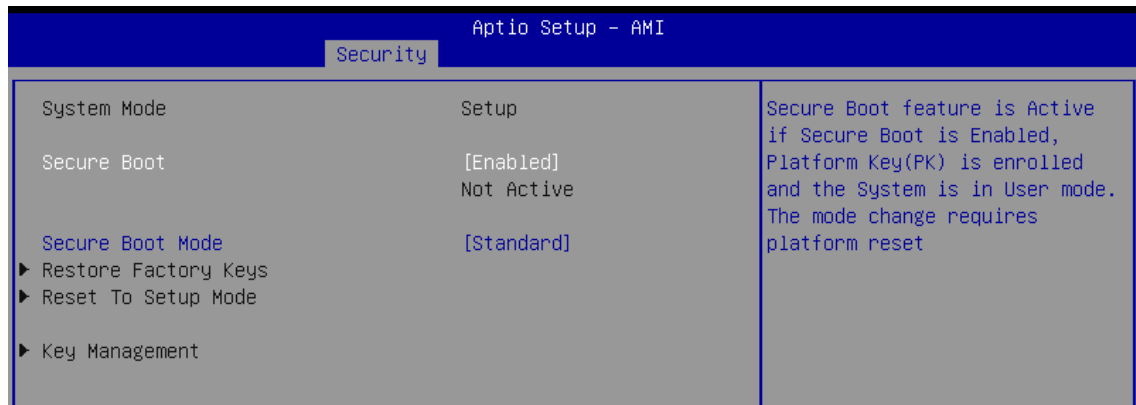 Aptio Setup – AMI
Security
System Mode Setup
Secure Boot [Enabled]
Not Active
Secure Boot Mode [Standard]
▶ Restore Factory Keys
▶ Reset To Setup Mode
▶ Key Management
Secure Boot feature is Active
if Secure Boot is Enabled,
Platform Key(PK) is enrolled
and the System is in User mode.
The mode change requires
platform reset